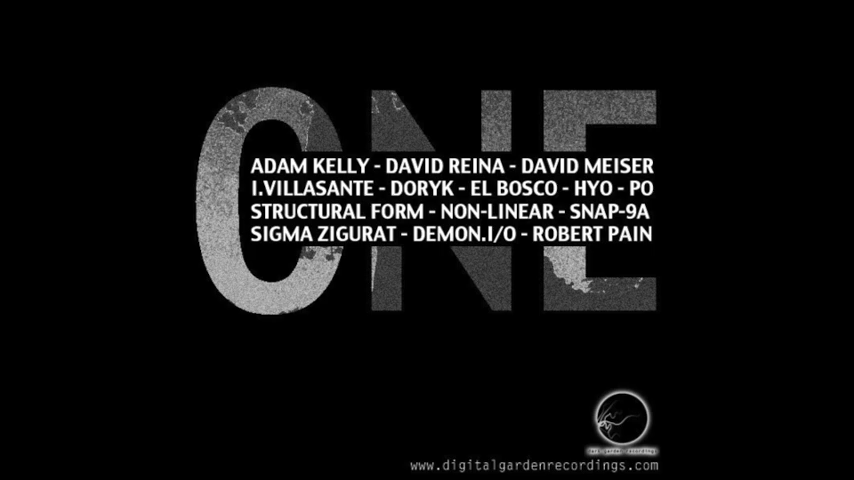 ONE
ADAM KELLY - DAVID REINA - DAVID MEISER
I.VILLASANTE - DORYK - EL BOSCO - HYO - PO
STRUCTURAL FORM - NON-LINEAR - SNAP-9A
SIGMA ZIGURAT - DEMON.I/O - ROBERT PAIN
www.digitalgardenrecordings.com